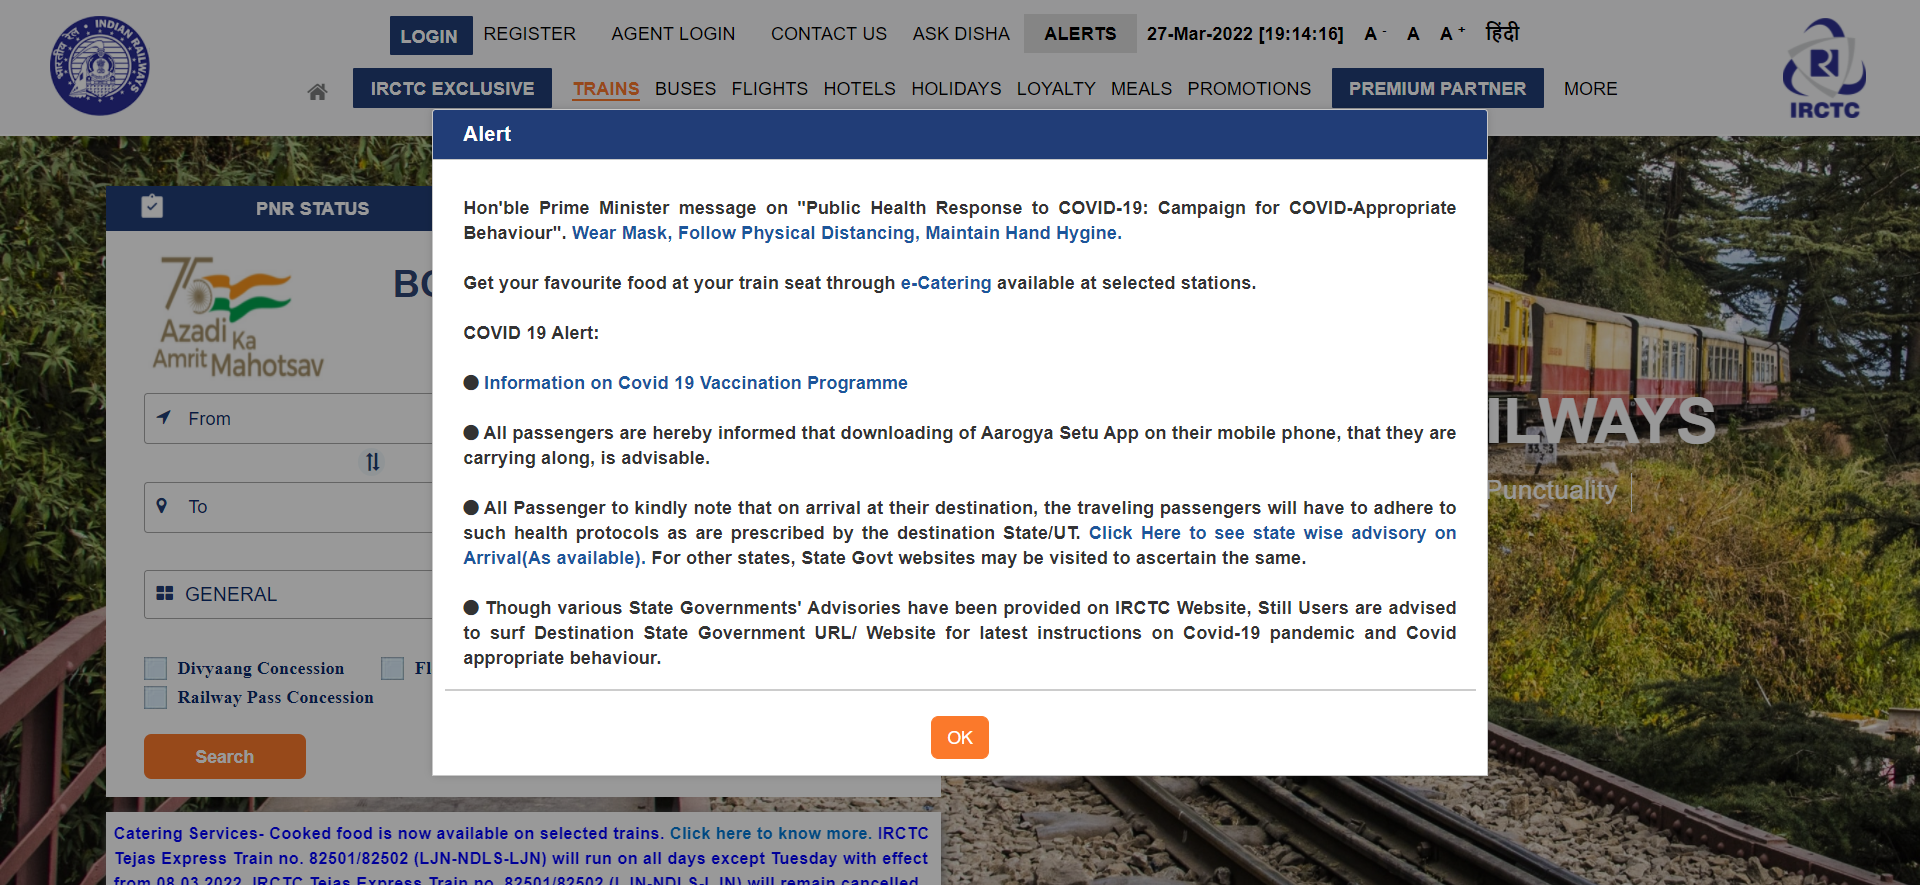 LOGIN REGISTER AGENT LOGIN CONTACT US ASK DISHA ALERTS 27-Mar-2022 [19:14:16] A - A A + हिंदी
INDIAN RAILWAYS
भारतीय रेल
IRCTC EXCLUSIVE TRAINS BUSES FLIGHTS HOTELS HOLIDAYS LOYALTY MEALS PROMOTIONS PREMIUM PARTNER MORE
IRCTC
Alert
Hon'ble Prime Minister message on "Public Health Response to COVID-19: Campaign for COVID-Appropriate
Behaviour". Wear Mask, Follow Physical Distancing, Maintain Hand Hygine.
Get your favourite food at your train seat through e-Catering available at selected stations.
COVID 19 Alert:
● Information on Covid 19 Vaccination Programme
● All passengers are hereby informed that downloading of Aarogya Setu App on their mobile phone, that they are
carrying along, is advisable.
● All Passenger to kindly note that on arrival at their destination, the traveling passengers will have to adhere to
such health protocols as are prescribed by the destination State/UT. Click Here to see state wise advisory on
Arrival(As available). For other states, State Govt websites may be visited to ascertain the same.
● Though various State Governments' Advisories have been provided on IRCTC Website, Still Users are advised
to surf Destination State Government URL/ Website for latest instructions on Covid-19 pandemic and Covid
appropriate behaviour.
OK
PNR STATUS
75
Azadi Ka
Amrit Mahotsav
From
To
GENERAL
Divyaang Concession
Railway Pass Concession
Search
Punctuality
Catering Services- Cooked food is now available on selected trains. Click here to know more. IRCTC
Tejas Express Train no. 82501/82502 (LJN-NDLS-LJN) will run on all days except Tuesday with effect
from 08.03.2022. IRCTC Tejas Express Train no. 82501/82502 (LJN-NDLS-LJN) will remain cancelled